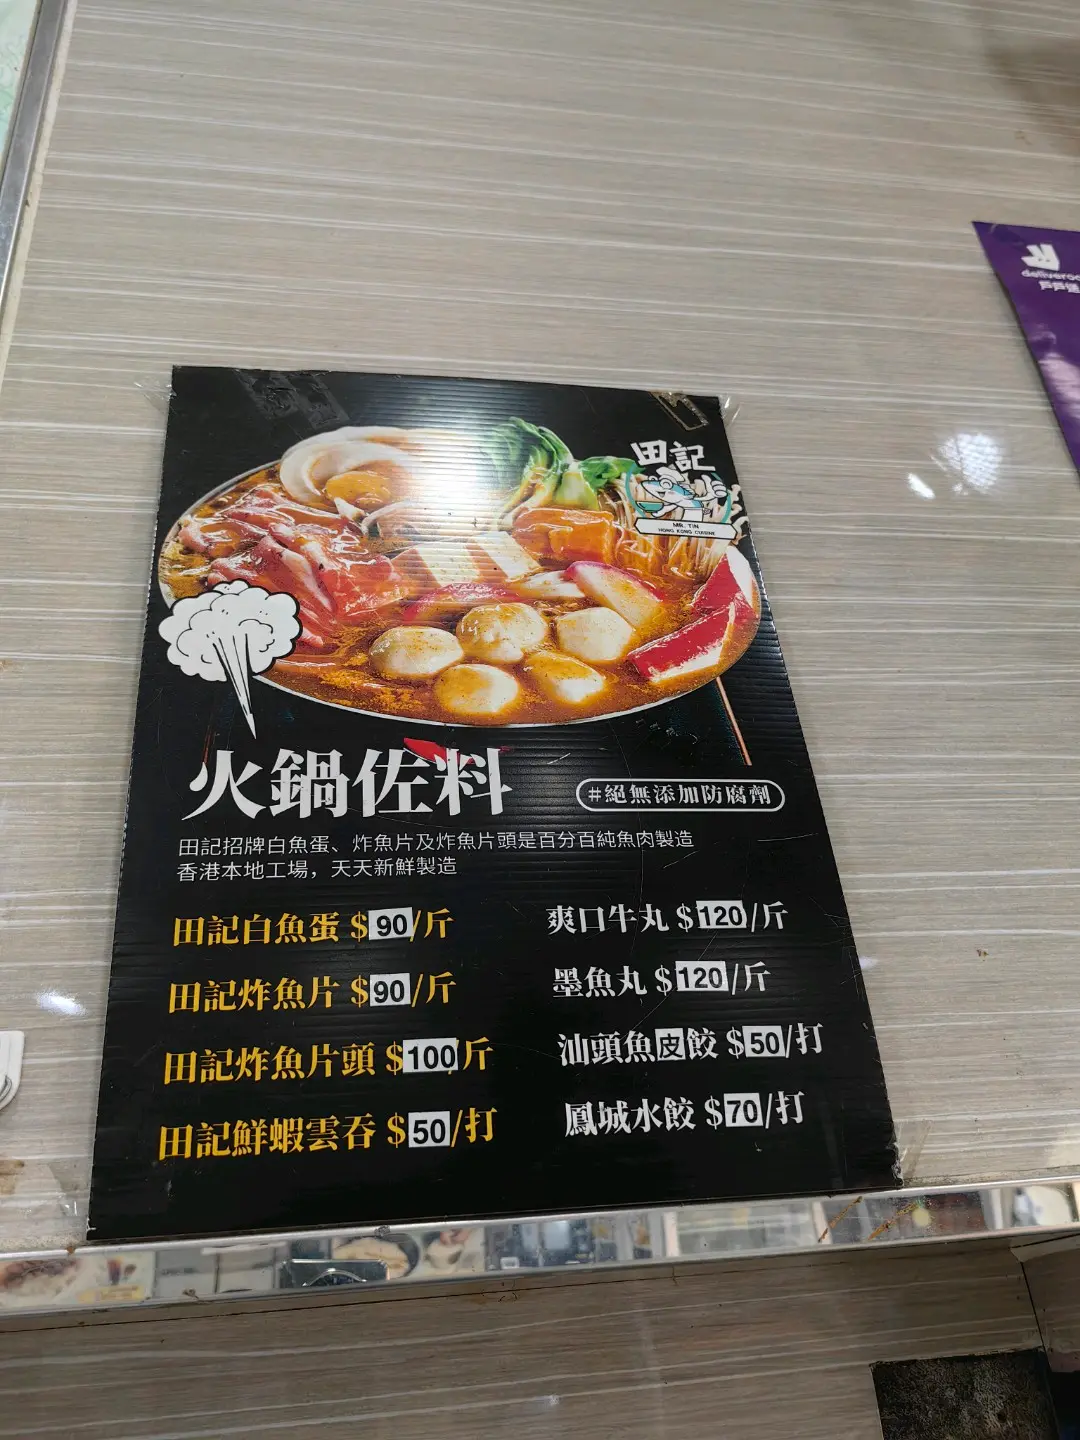 deliveroo
戶戶送
田記
MR. TIN
HONG KONG CUISINE
火鍋佐料
#絕無添加防腐劑
田記招牌白魚蛋、炸魚片及炸魚片頭是百分百純魚肉製造
香港本地工場，天天新鮮製造
田記白魚蛋 $90/斤
田記炸魚片 $90/斤
田記炸魚片頭 $100/斤
田記鮮蝦雲吞 $50/打
爽口牛丸 $120/斤
墨魚丸 $120/斤
汕頭魚皮餃 $50/打
鳳城水餃 $70/打